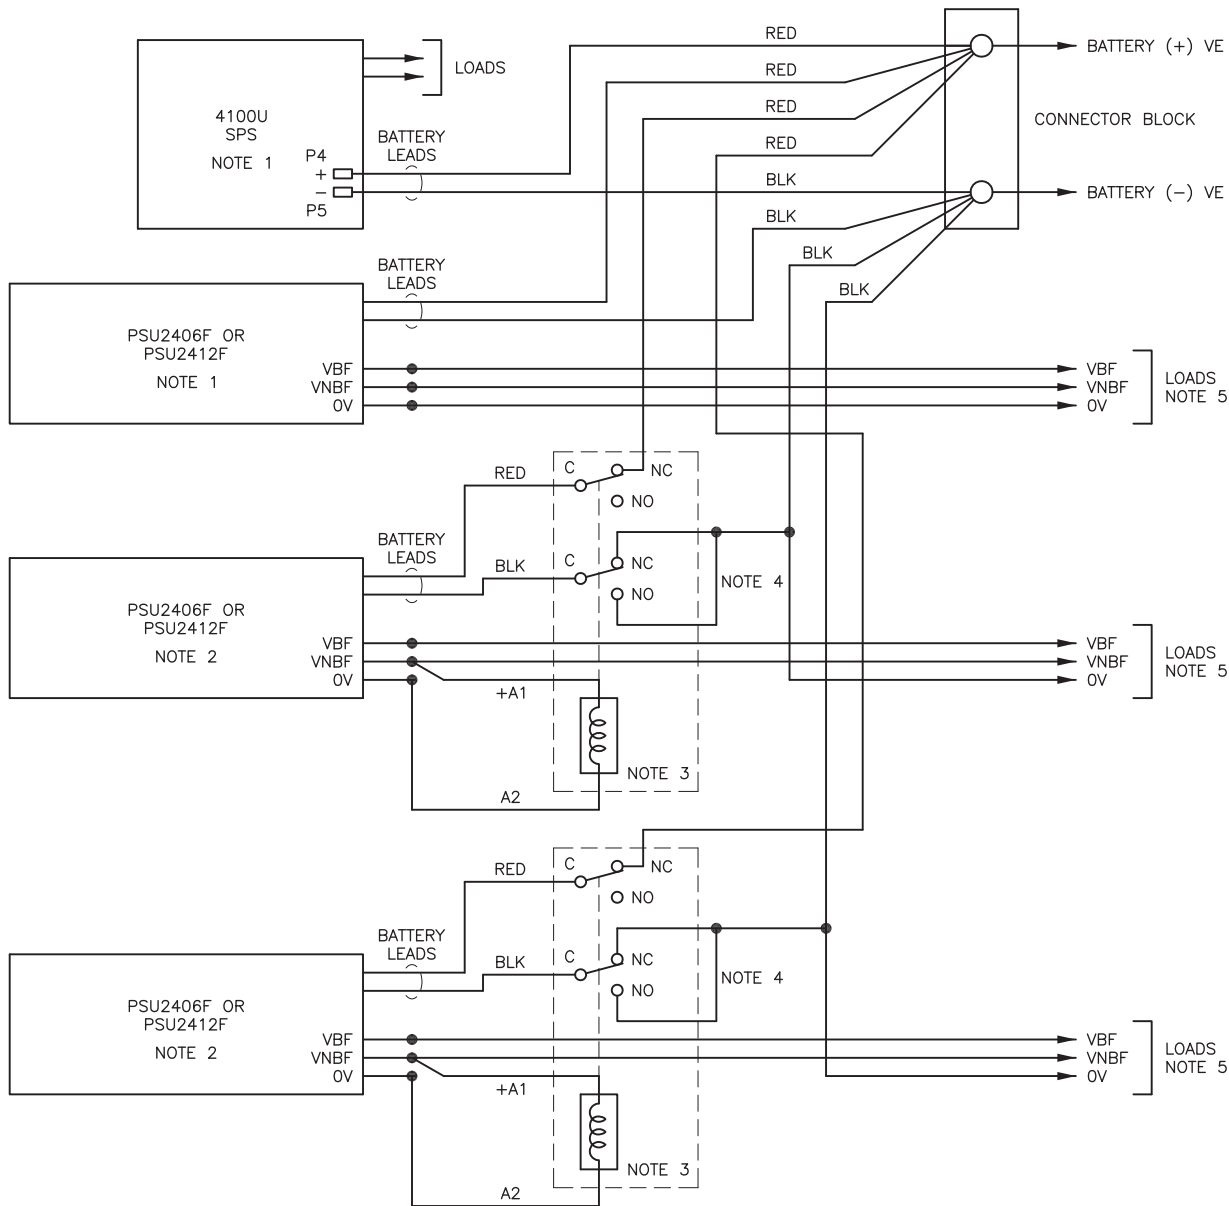 RED
BATTERY (+) VE
LOADS
RED
4100U
SPS
NOTE 1
RED
CONNECTOR BLOCK
BATTERY
LEADS
P4
+
RED
−
P5
BLK
BATTERY (−) VE
BLK
BLK
BATTERY
LEADS
BLK
PSU2406F OR
PSU2412F
NOTE 1
VBF
VNBF
0V
VBF
VNBF
0V
LOADS
NOTE 5
RED
C
NC
NO
BATTERY
LEADS
BLK
C
NC
NO
NOTE 4
PSU2406F OR
PSU2412F
NOTE 2
VBF
VNBF
0V
VBF
VNBF
0V
LOADS
NOTE 5
+A1
NOTE 3
A2
RED
C
NC
NO
BATTERY
LEADS
BLK
C
NC
NO
NOTE 4
PSU2406F OR
PSU2412F
NOTE 2
VBF
VNBF
0V
VBF
VNBF
0V
LOADS
NOTE 5
+A1
NOTE 3
A2